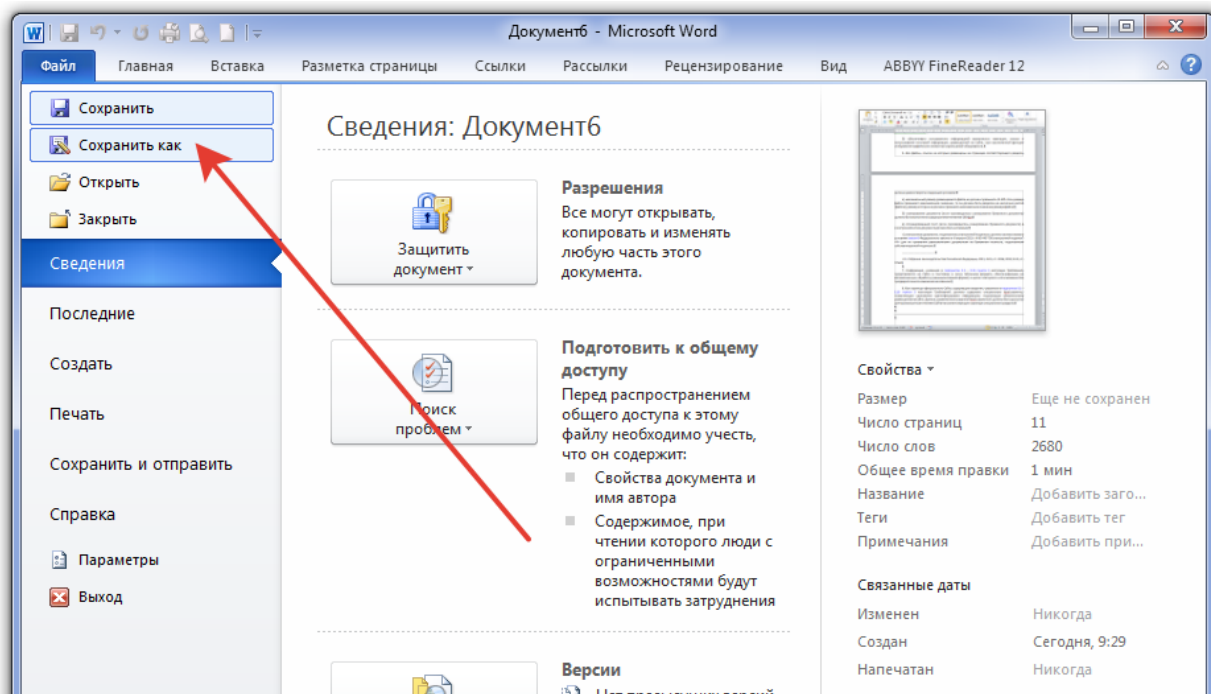 Документ6 - Microsoft Word
Файл Главная Вставка Разметка страницы Ссылки Рассылки Рецензирование Вид ABBYY FineReader 12
Сохранить
Сохранить как
Открыть
Закрыть
Сведения
Последние
Создать
Печать
Сохранить и отправить
Справка
Параметры
Выход
Сведения: Документ6
Защитить
документ
Разрешения
Все могут открывать,
копировать и изменять
любую часть этого
документа.
Поиск
проблем
Подготовить к общему
доступу
Перед распространением
общего доступа к этому
файлу необходимо учесть,
что он содержит:
Свойства документа и
имя автора
Содержимое, при
чтении которого люди с
ограниченными
возможностями будут
испытывать затруднения
Версии
Нет предыдущих версий
Свойства
Размер Еще не сохранен
Число страниц 11
Число слов 2680
Общее время правки 1 мин
Название Добавить заго...
Теги Добавить тег
Примечания Добавить при...
Связанные даты
Изменен Никогда
Создан Сегодня, 9:29
Напечатан Никогда